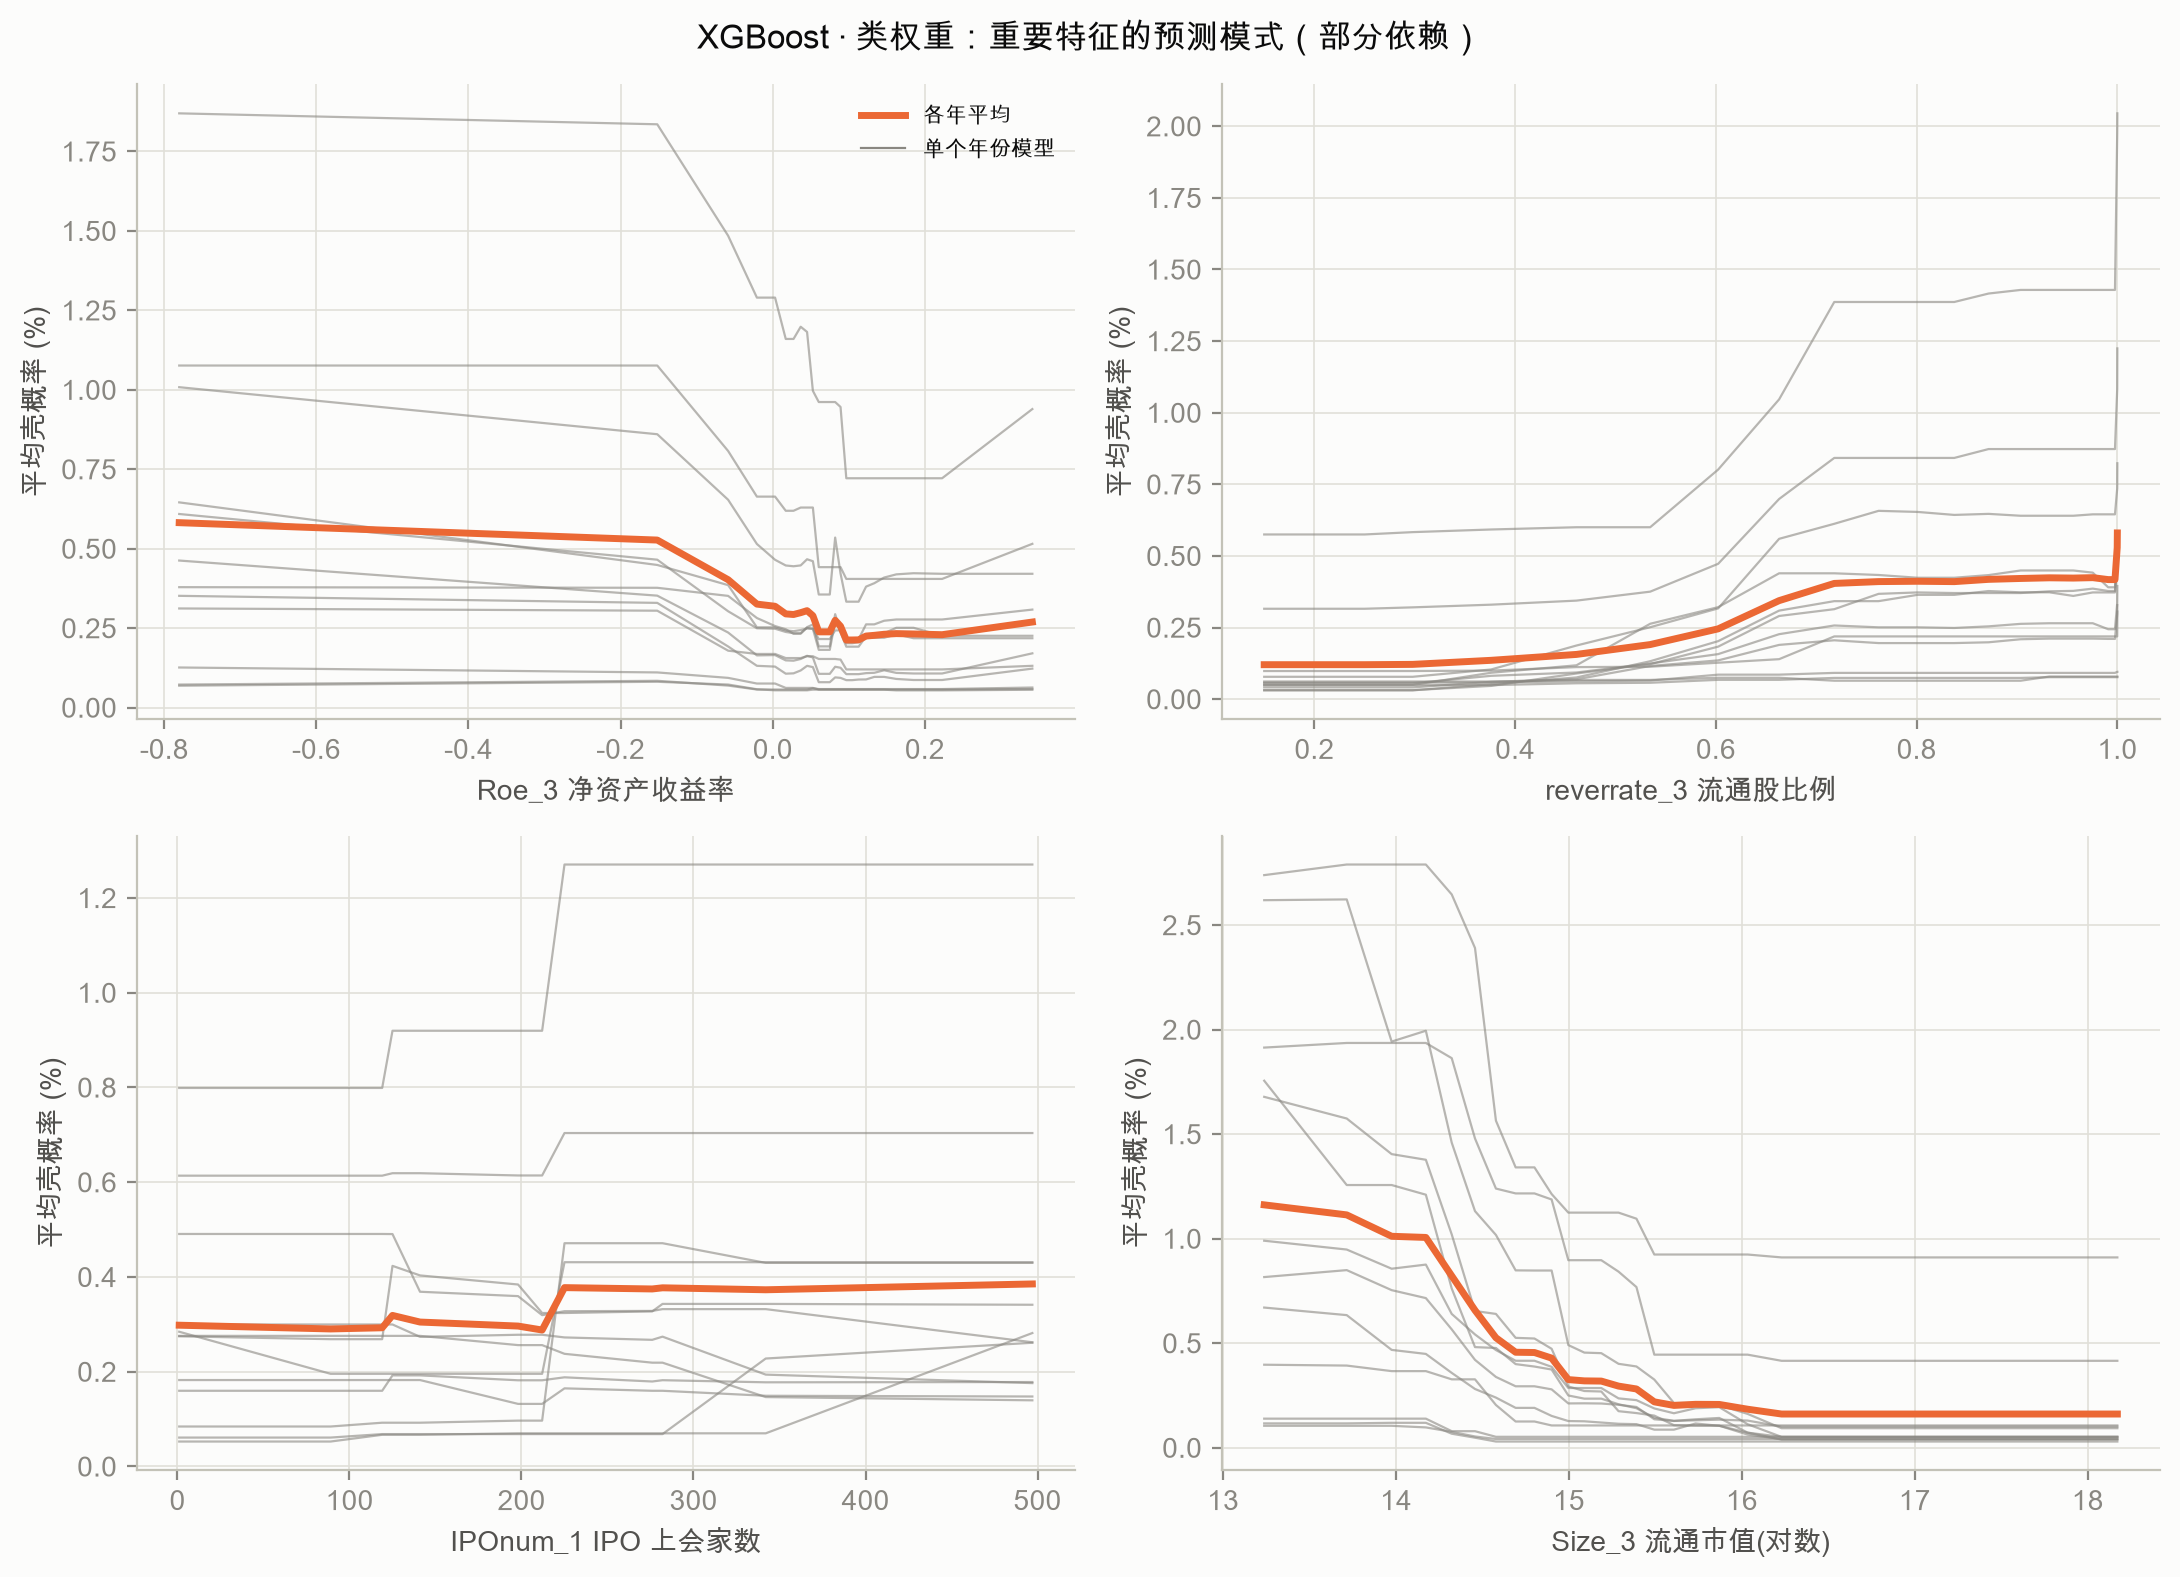 XGBoost · 类权重：重要特征的预测模式（部分依赖）
各年平均
单个年份模型
平均壳概率 (%)
1.75
1.50
1.25
1.00
0.75
0.50
0.25
0.00
-0.8 -0.6 -0.4 -0.2 0.0 0.2
Roe_3 净资产收益率
平均壳概率 (%)
2.00
1.75
1.50
1.25
1.00
0.75
0.50
0.25
0.00
0.2 0.4 0.6 0.8 1.0
reverrate_3 流通股比例
平均壳概率 (%)
1.2
1.0
0.8
0.6
0.4
0.2
0.0
0 100 200 300 400 500
IPOnum_1 IPO 上会家数
平均壳概率 (%)
2.5
2.0
1.5
1.0
0.5
0.0
13 14 15 16 17 18
Size_3 流通市值(对数)